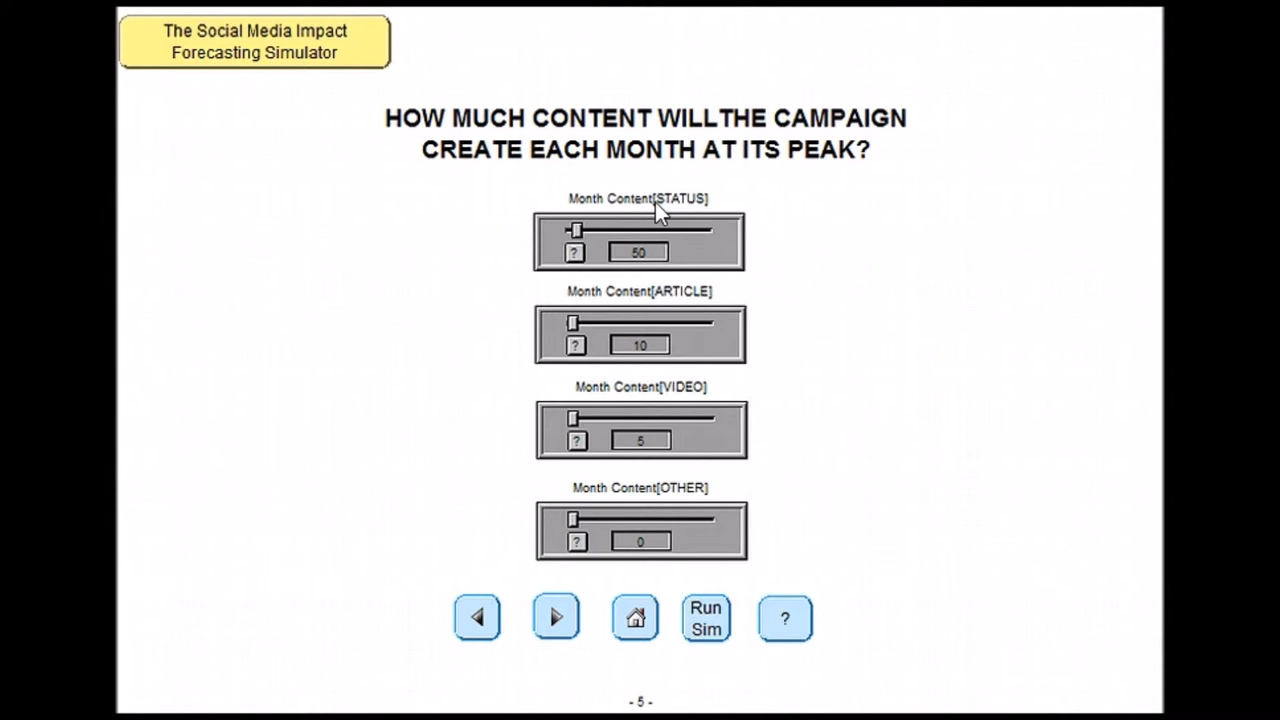 The Social Media Impact
Forecasting Simulator
HOW MUCH CONTENT WILLTHE CAMPAIGN
CREATE EACH MONTH AT ITS PEAK?
Month Content[STATUS]
?
50
Month Content[ARTICLE]
?
10
Month Content[VIDEO]
?
5
Month Content[OTHER]
?
0
Run
Sim
?
- 5 -